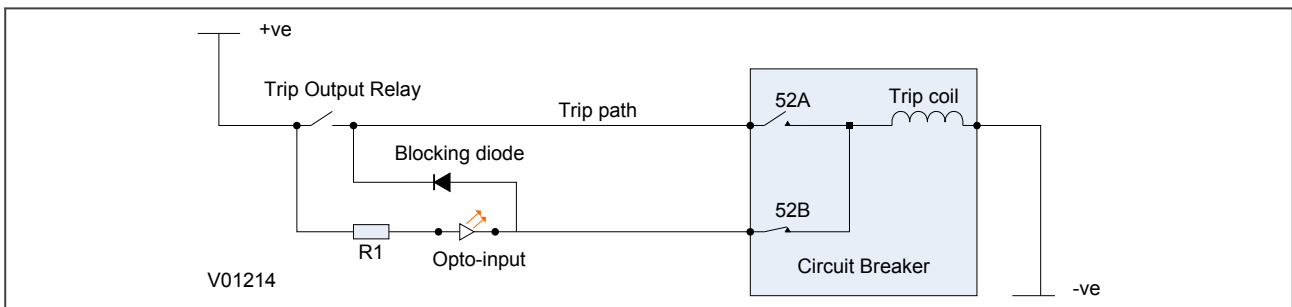 +ve
Trip Output Relay
Trip path
52A
Trip coil
Blocking diode
52B
R1
Opto-input
Circuit Breaker
V01214
-ve